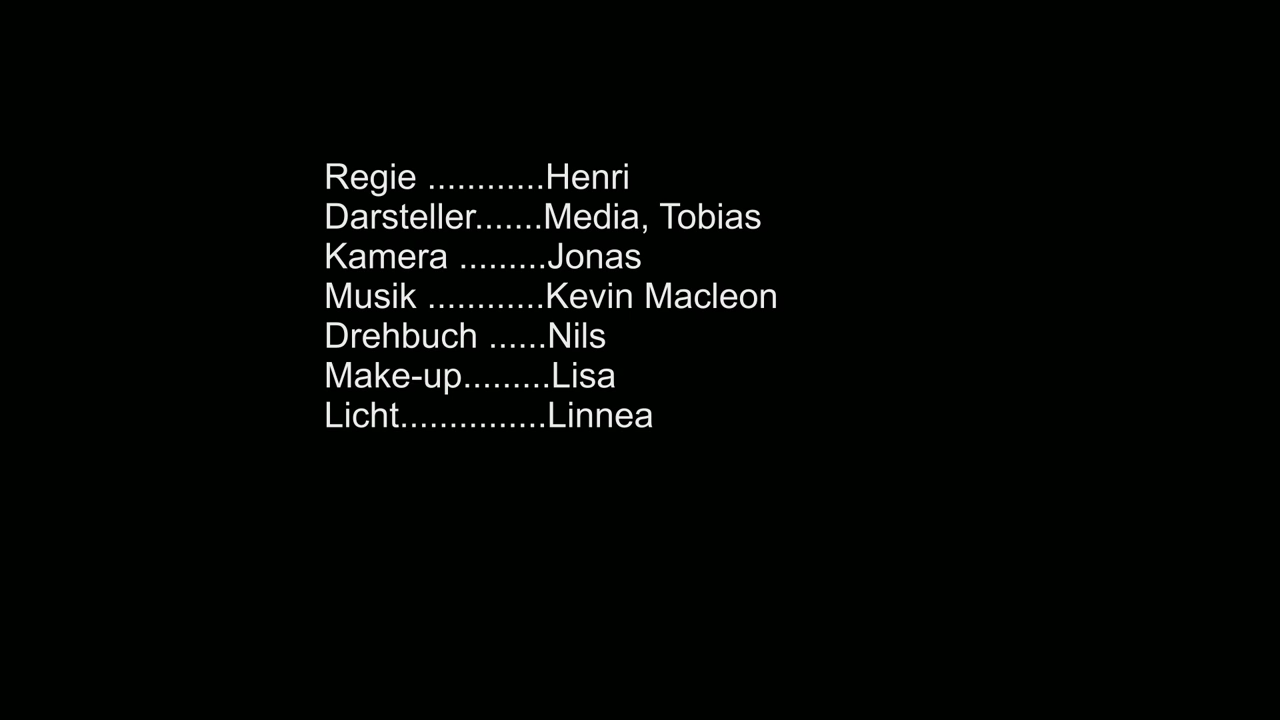 Regie ............Henri
Darsteller.......Media, Tobias
Kamera .........Jonas
Musik ............Kevin Macleon
Drehbuch ......Nils
Make-up.........Lisa
Licht...............Linnea